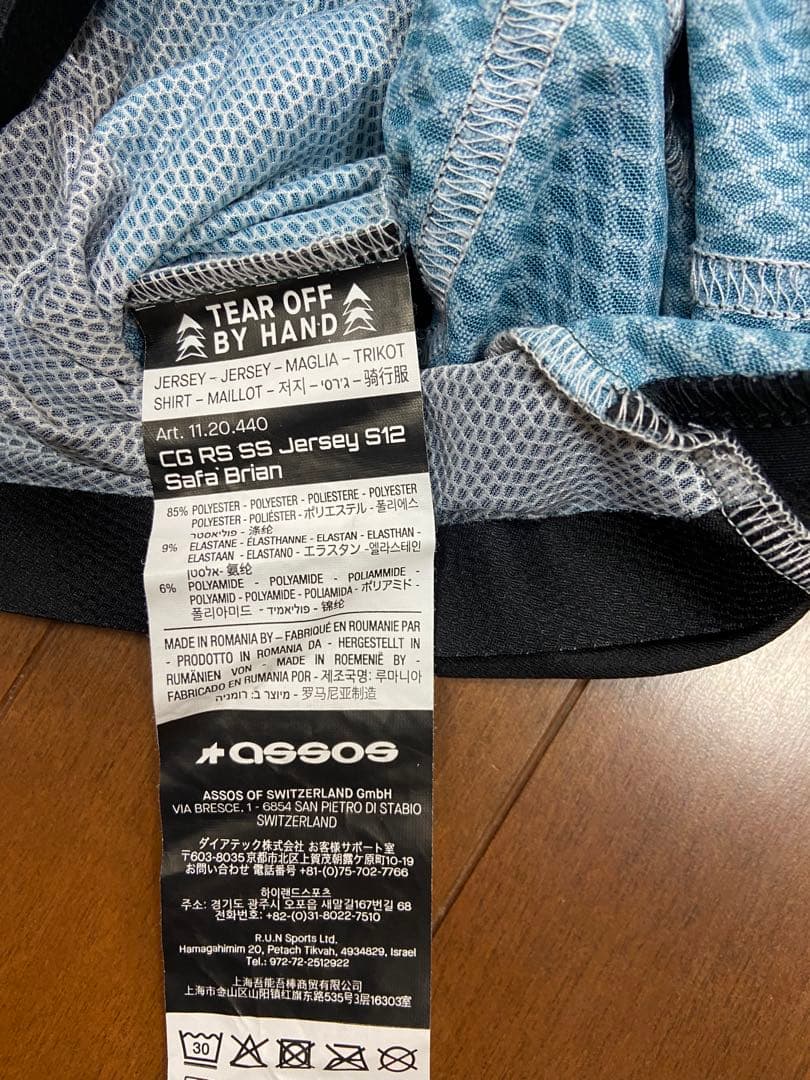 TEAR OFF
BY HAND
JERSEY – JERSEY – MAGLIA – TRIKOT
SHIRT – MAILLOT – 저지 – ג'רסי – 骑行服
Art. 11.20.440
CG RS SS Jersey S12
Safa Brian
85% POLYESTER - POLYESTER - POLIESTERE - POLYESTER
POLYESTER - POLIÉSTER - ポリエステル - 폴리에스
פוליאסטר - 涤纶
9% ELASTANE - ÉLASTHANNE - ELASTAN - ELASTHAN -
ELASTAAN - ELASTANO - エラスタン -엘라스테인
אלסטן- 氨纶
6% POLYAMIDE - POLYAMIDE - POLIAMMIDE -
POLYAMID - POLYAMIDE - POLIAMIDA - ポリアミド -
폴리아미드 - פוליאמיד - 锦纶
MADE IN ROMANIA BY – FABRIQUÉ EN ROUMANIE PAR
- PRODOTTO IN ROMANIA DA - HERGESTELLT IN
RUMÄNIEN VON - MADE IN ROEMENIË BY -
FABRICADO EN RUMANIA POR - 제조국명: 루마니아
מיוצר ב: רומניה - 罗马尼亚制造
assos
ASSOS OF SWITZERLAND GmbH
VIA BRESCE, 1 - 6854 SAN PIETRO DI STABIO
SWITZERLAND
ダイアテック株式会社 お客様サポート室
〒603-8035 京都市北区上賀茂朝露ケ原町10-19
お問い合わせ 電話番号 +81-(0)75-702-7766
하이랜드스포츠
주소: 경기도 광주시 오포읍 새말길167번길 68
전화번호: +82-(0)31-8022-7510
R.U.N Sports Ltd.
Hamagahimim 20, Petach Tikvah, 4934829, Israel
Tel.: 972-72-2512922
上海吾能吾棒商贸有限公司
上海市金山区山阳镇红旗东路535号3层16303室
30